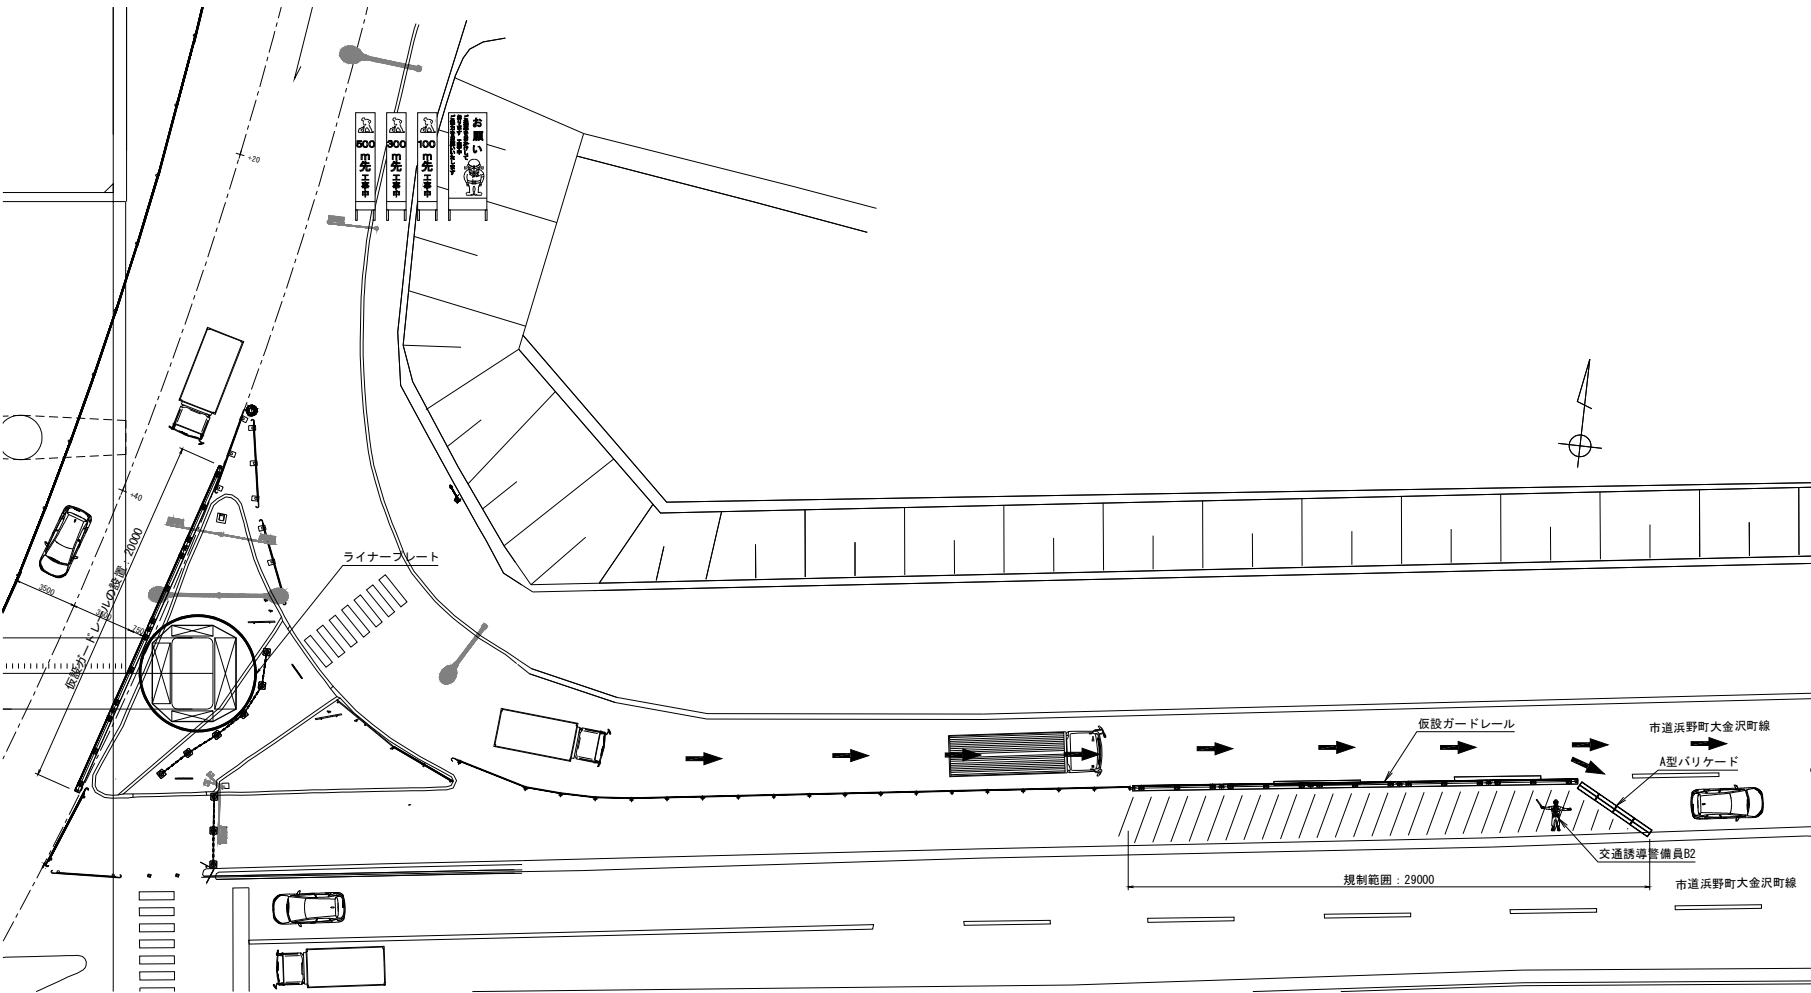 +20
500m先工事中
300m先工事中
100m先工事中
お願い
+40
仮設ガードレールの設置：20000
3500
750
ライナープレート
仮設ガードレール
市道浜野町大金沢町線
A型バリケード
交通誘導警備員B2
規制範囲：29000
市道浜野町大金沢町線